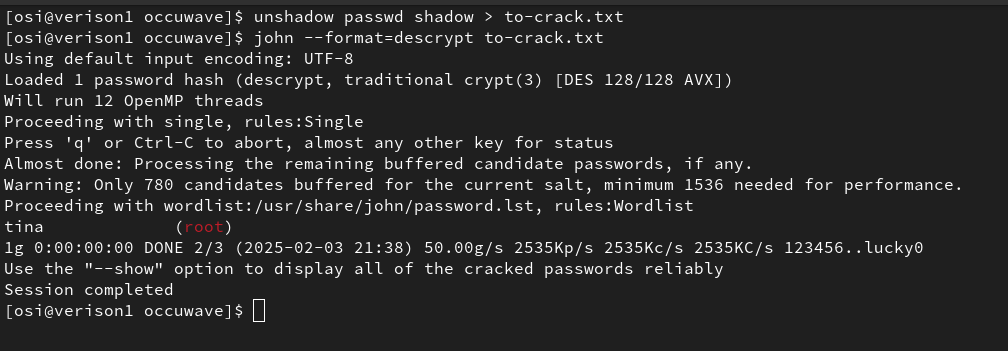 [osi@verison1 occuwave]$ unshadow passwd shadow > to-crack.txt
[osi@verison1 occuwave]$ john --format=descrypt to-crack.txt
Using default input encoding: UTF-8
Loaded 1 password hash (descrypt, traditional crypt(3) [DES 128/128 AVX])
Will run 12 OpenMP threads
Proceeding with single, rules:Single
Press 'q' or Ctrl-C to abort, almost any other key for status
Almost done: Processing the remaining buffered candidate passwords, if any.
Warning: Only 780 candidates buffered for the current salt, minimum 1536 needed for performance.
Proceeding with wordlist:/usr/share/john/password.lst, rules:Wordlist
tina             (root)
1g 0:00:00:00 DONE 2/3 (2025-02-03 21:38) 50.00g/s 2535Kp/s 2535Kc/s 2535KC/s 123456..lucky0
Use the "--show" option to display all of the cracked passwords reliably
Session completed
[osi@verison1 occuwave]$